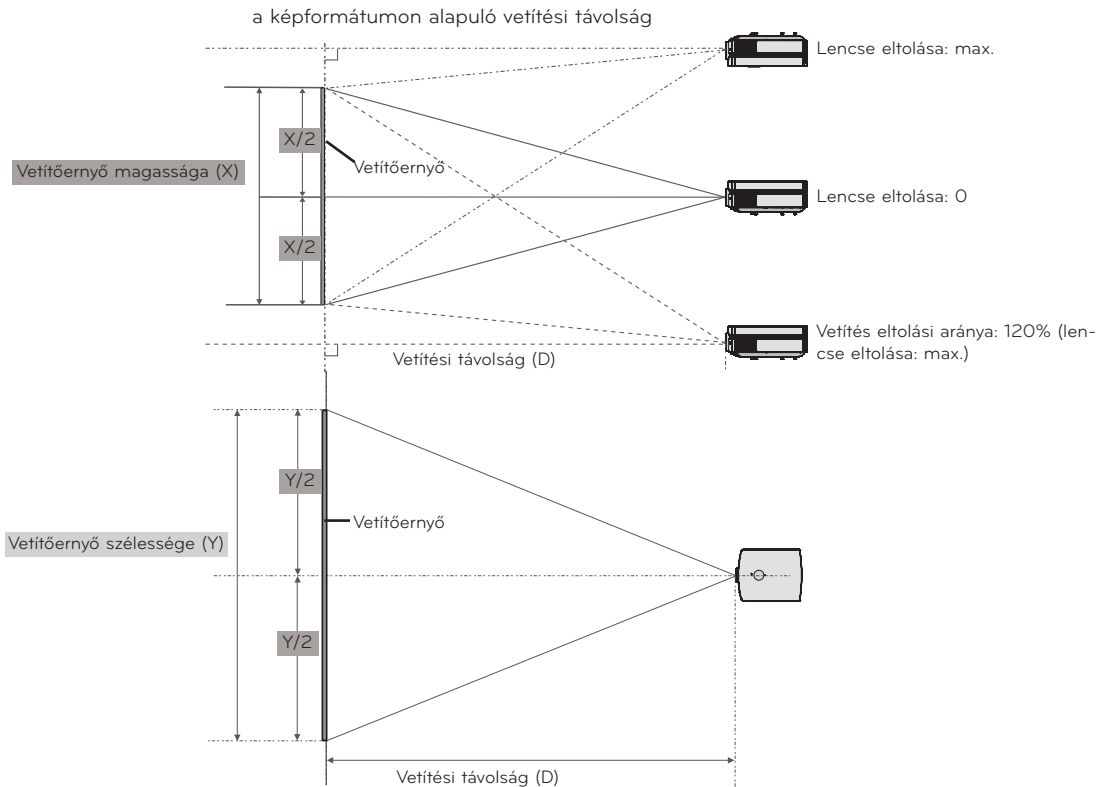 a képformátumon alapuló vetítési távolság
Lencse eltolása: max.
X/2
Vetítőernyő
Vetítőernyő magassága (X)
Lencse eltolása: 0
X/2
Vetítés eltolási aránya: 120% (len-
cse eltolása: max.)
Vetítési távolság (D)
Y/2
Vetítőernyő
Vetítőernyő szélessége (Y)
Y/2
Vetítési távolság (D)